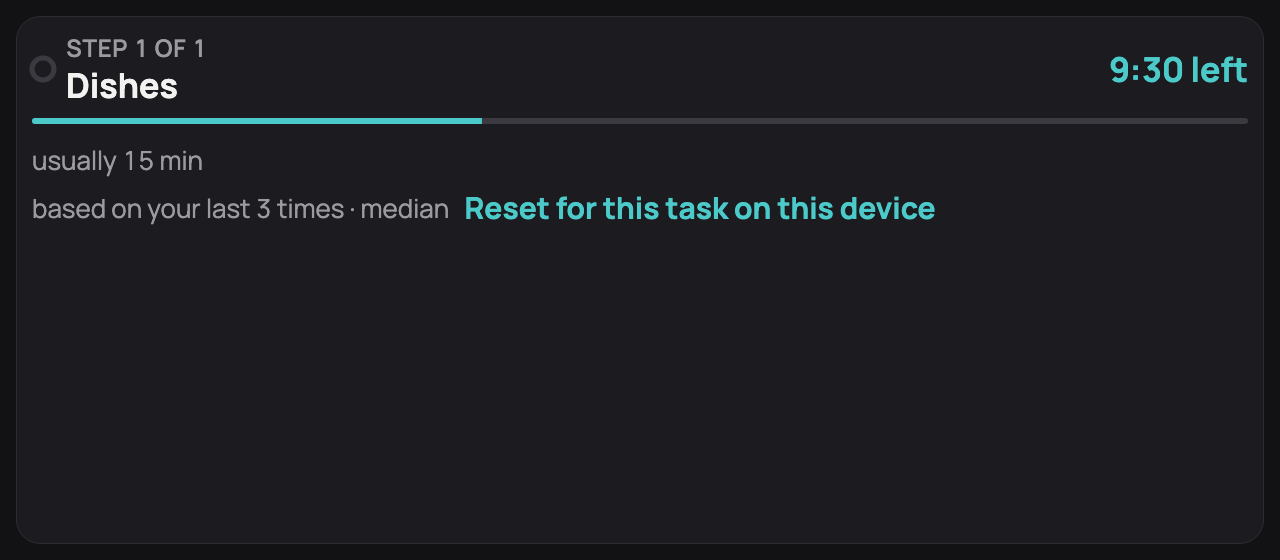 STEP 1 OF 1
Dishes
9:30 left
usually 15 min
based on your last 3 times · median Reset for this task on this device